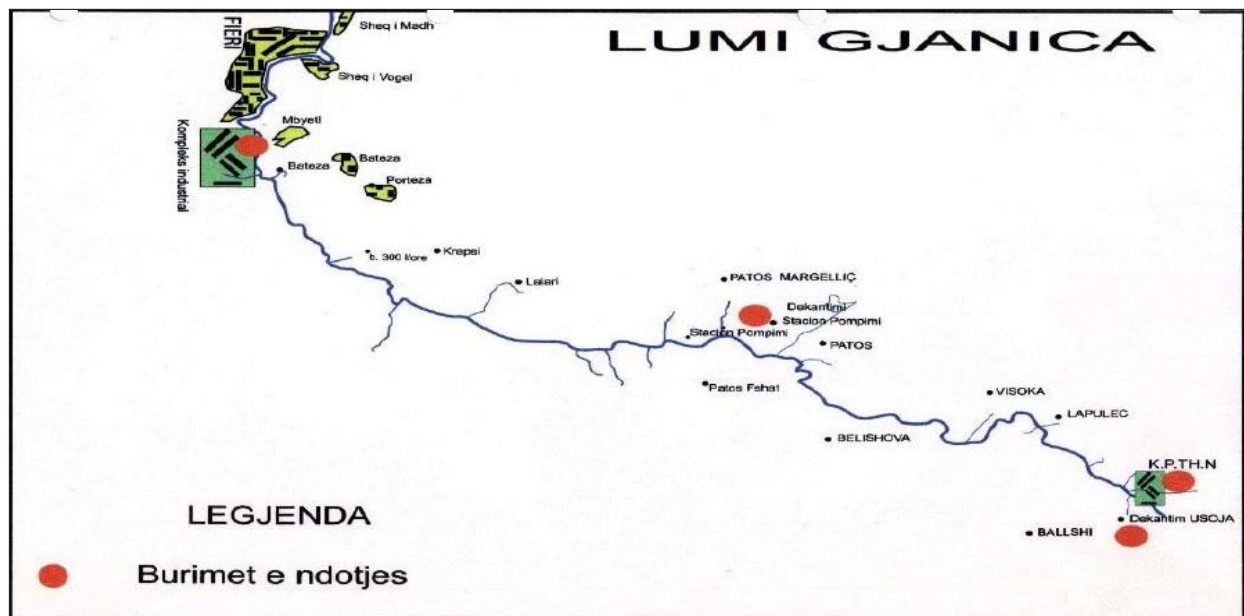 LUMI GJANICA
FIERI
Sheq i Madh
Sheq i Vogel
Mbyeti
Kompleks industrial
Bateza
Bateza
Porteza
b. 300 l/ore
Krapsi
Lalari
PATOS MARGELLIÇ
Dekantimi
Stacion Pompimi
Stacion Pompimi
PATOS
Patos Fshat
VISOKA
LAPULEC
BELISHOVA
K.P.TH.N
Dekantim USOJA
BALLSHI
LEGJENDA
Burimet e ndotjes